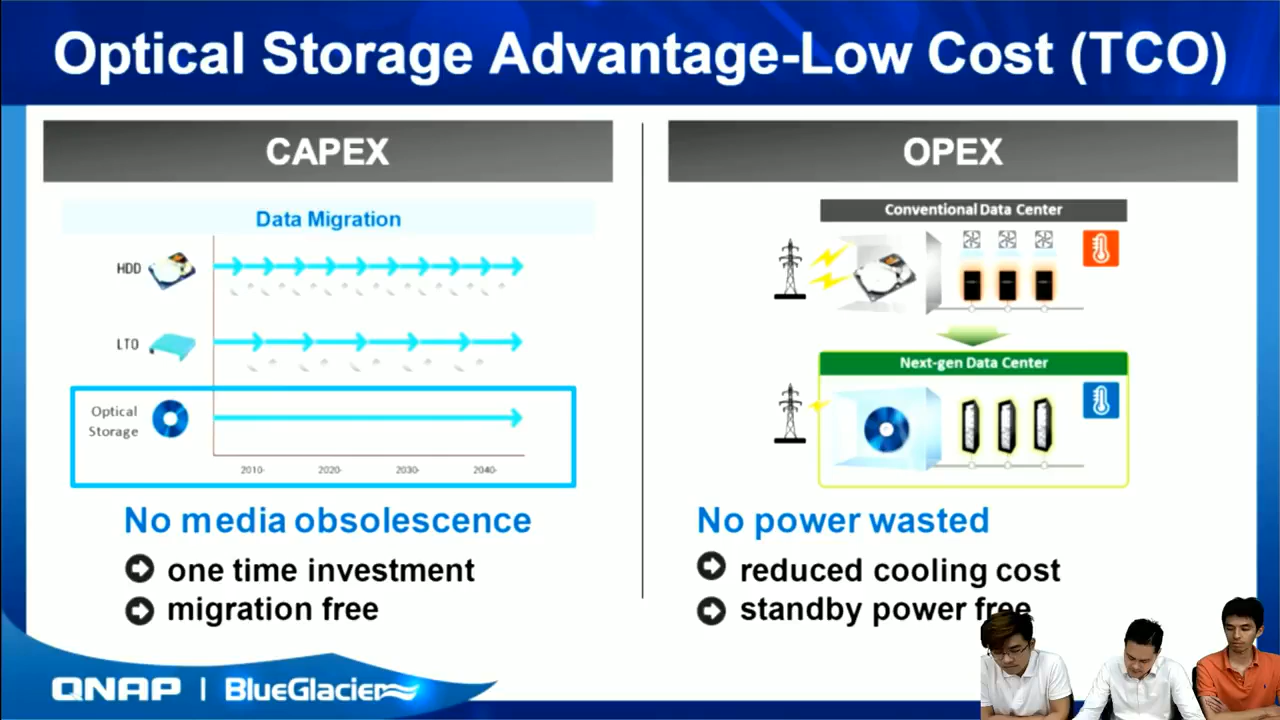 Optical Storage Advantage-Low Cost (TCO)
CAPEX
Data Migration
HDD
LTO
Optical
Storage
2010-
2020-
2030-
2040-
No media obsolescence
one time investment
migration free
OPEX
Conventional Data Center
Next-gen Data Center
No power wasted
reduced cooling cost
standby power free
QNAP | BlueGlacier